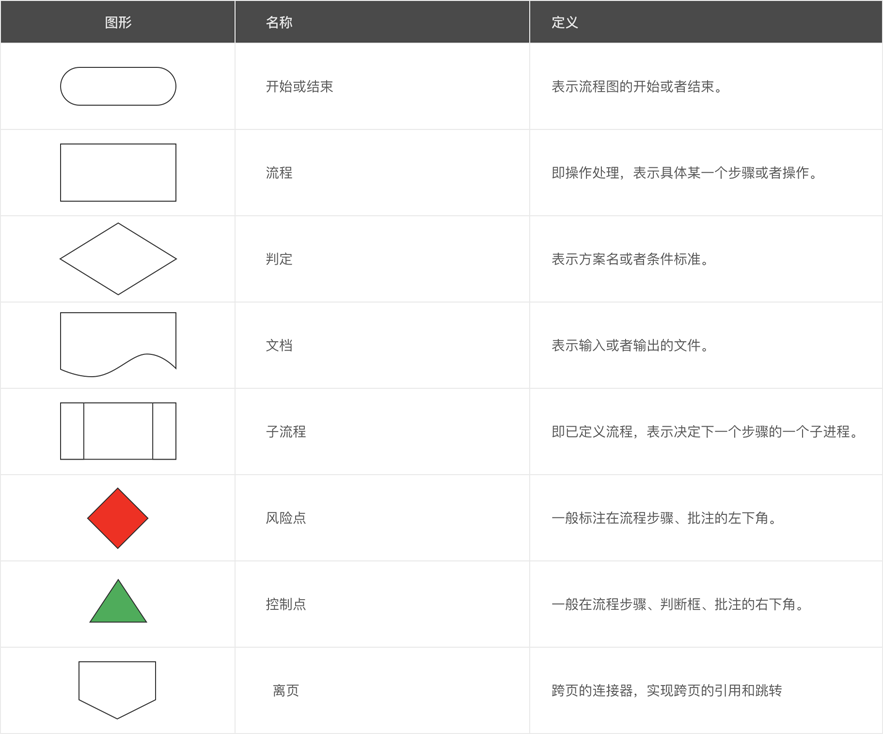 图形 名称 定义
开始或结束 表示流程图的开始或者结束。
流程 即操作处理，表示具体某一个步骤或者操作。
判定 表示方案名或者条件标准。
文档 表示输入或者输出的文件。
子流程 即已定义流程，表示决定下一个步骤的一个子进程。
风险点 一般标注在流程步骤、批注的左下角。
控制点 一般在流程步骤、判断框、批注的右下角。
离页 跨页的连接器，实现跨页的引用和跳转